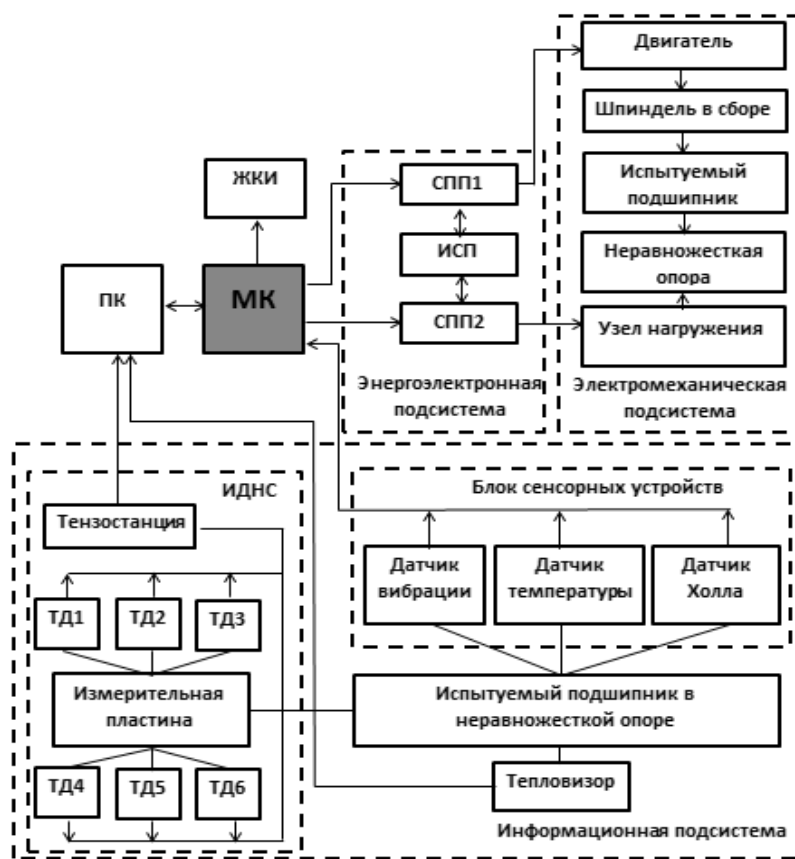 Двигатель
Шпиндель в сборе
Испытуемый
подшипник
Неравножесткая
опора
Узел нагружения
Электромеханическая
подсистема
ЖКИ
СПП1
ИСП
СПП2
Энергоэлектронная
подсистема
ПК
МК
ИДНС
Тензостанция
ТД1
ТД2
ТД3
Измерительная
пластина
ТД4
ТД5
ТД6
Блок сенсорных устройств
Датчик
вибрации
Датчик
температуры
Датчик
Холла
Испытуемый подшипник в
неравножесткой опоре
Тепловизор
Информационная подсистема